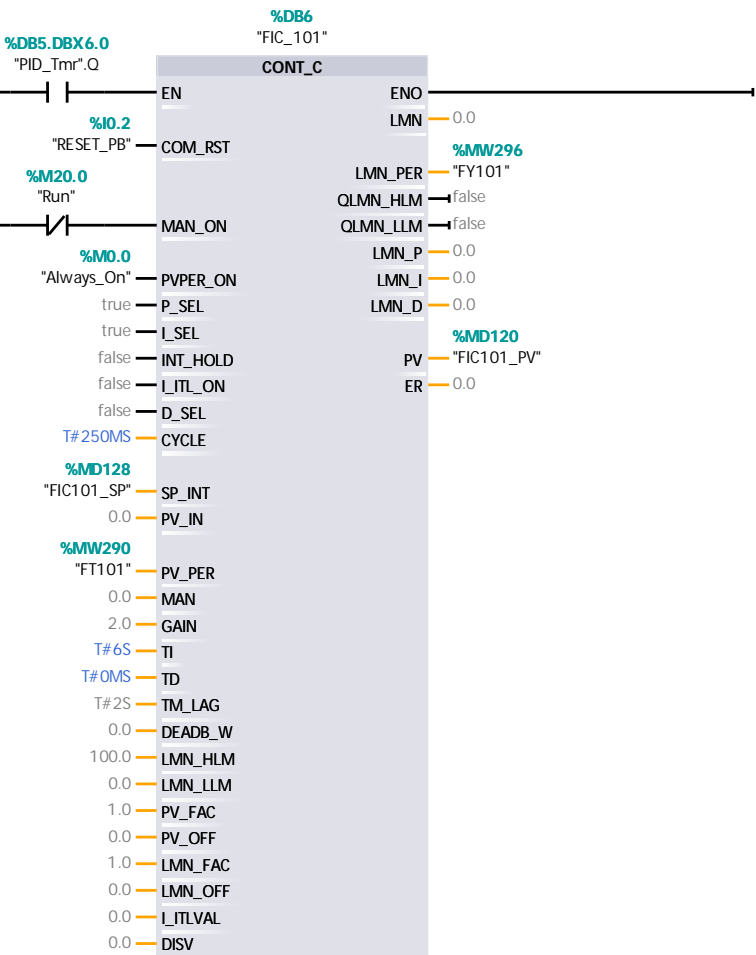 %DB6
"FIC_101"
%DB5.DBX6.0
"PID_Tmr".Q
CONT_C
EN ENO
LMN 0.0
%I0.2
"RESET_PB" COM_RST
%MW296
LMN_PER "FY101"
%M20.0
"Run"
QLMN_HLM false
MAN_ON QLMN_LLM false
%M0.0
LMN_P 0.0
"Always_On" PVPER_ON LMN_I 0.0
true P_SEL LMN_D 0.0
true I_SEL
%MD120
false INT_HOLD PV "FIC101_PV"
false I_ITL_ON ER 0.0
false D_SEL
T#250MS CYCLE
%MD128
"FIC101_SP" SP_INT
0.0 PV_IN
%MW290
"FT101" PV_PER
0.0 MAN
2.0 GAIN
T#6S TI
T#0MS TD
T#2S TM_LAG
0.0 DEADB_W
100.0 LMN_HLM
0.0 LMN_LLM
1.0 PV_FAC
0.0 PV_OFF
1.0 LMN_FAC
0.0 LMN_OFF
0.0 I_ITLVAL
0.0 DISV